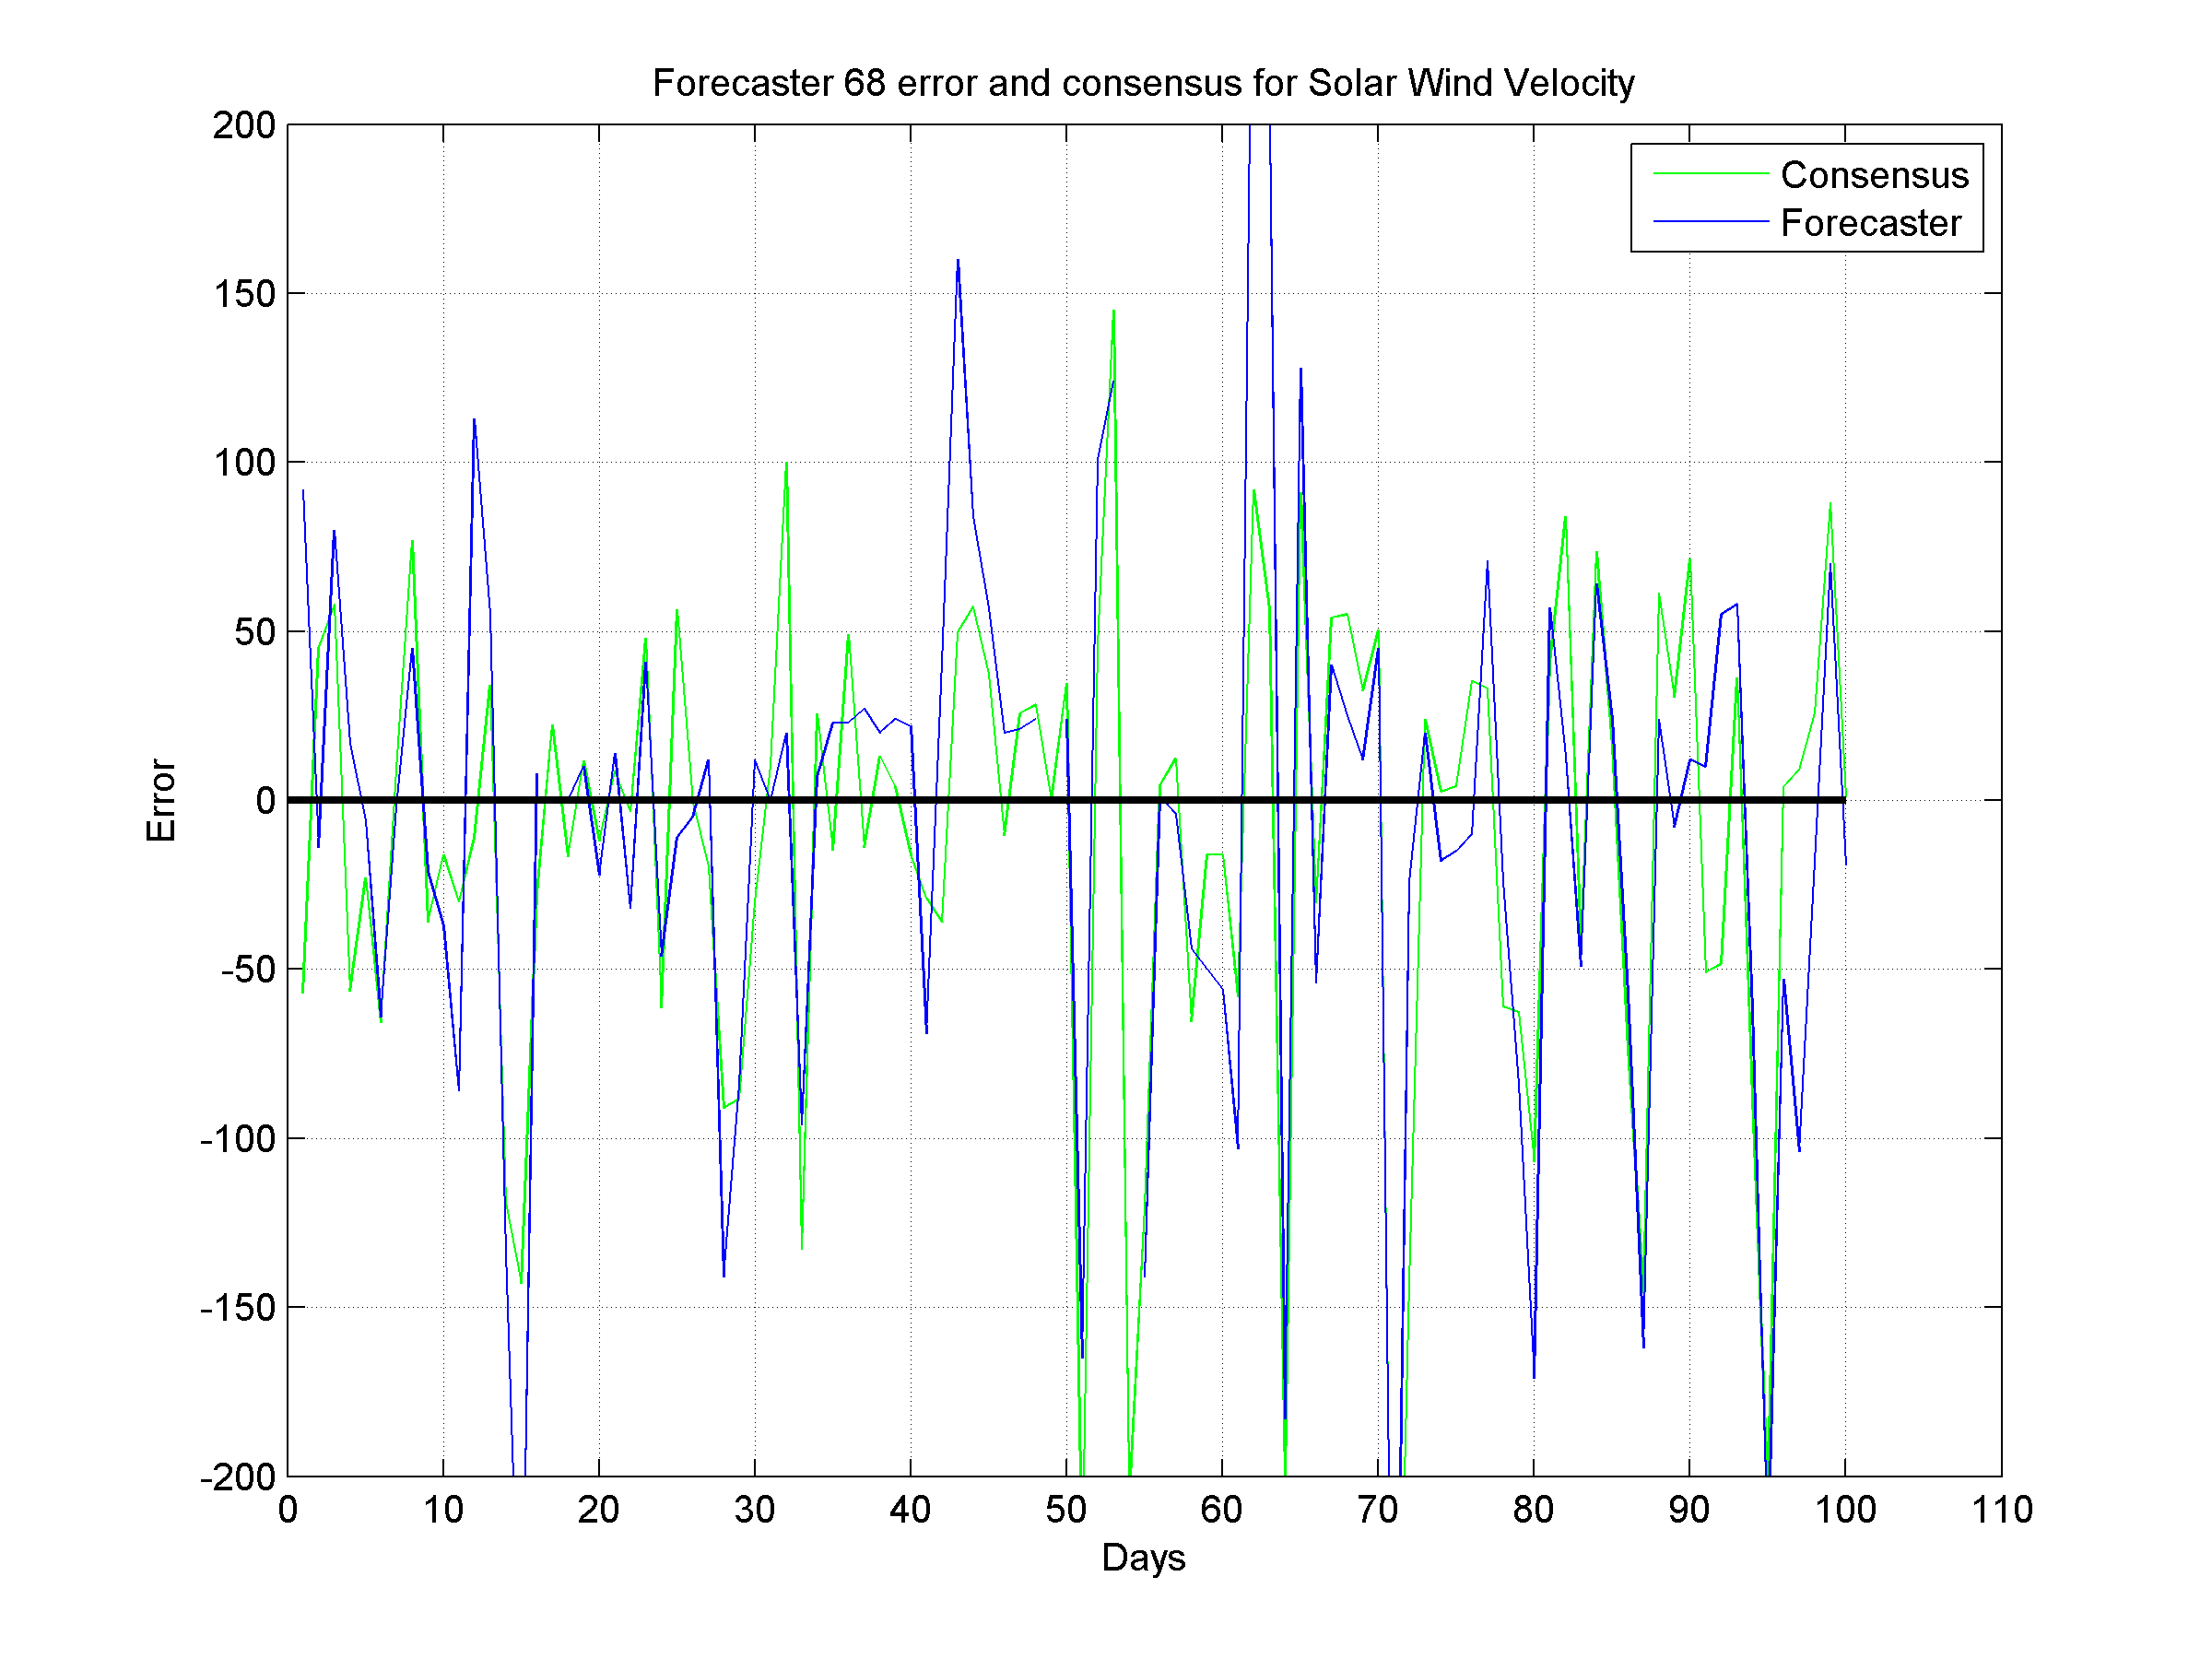 Forecaster 68 error and consensus for Solar Wind Velocity
200
150
100
50
0
-50
-100
-150
-200
Error
Consensus
Forecaster
0 10 20 30 40 50 60 70 80 90 100 110
Days